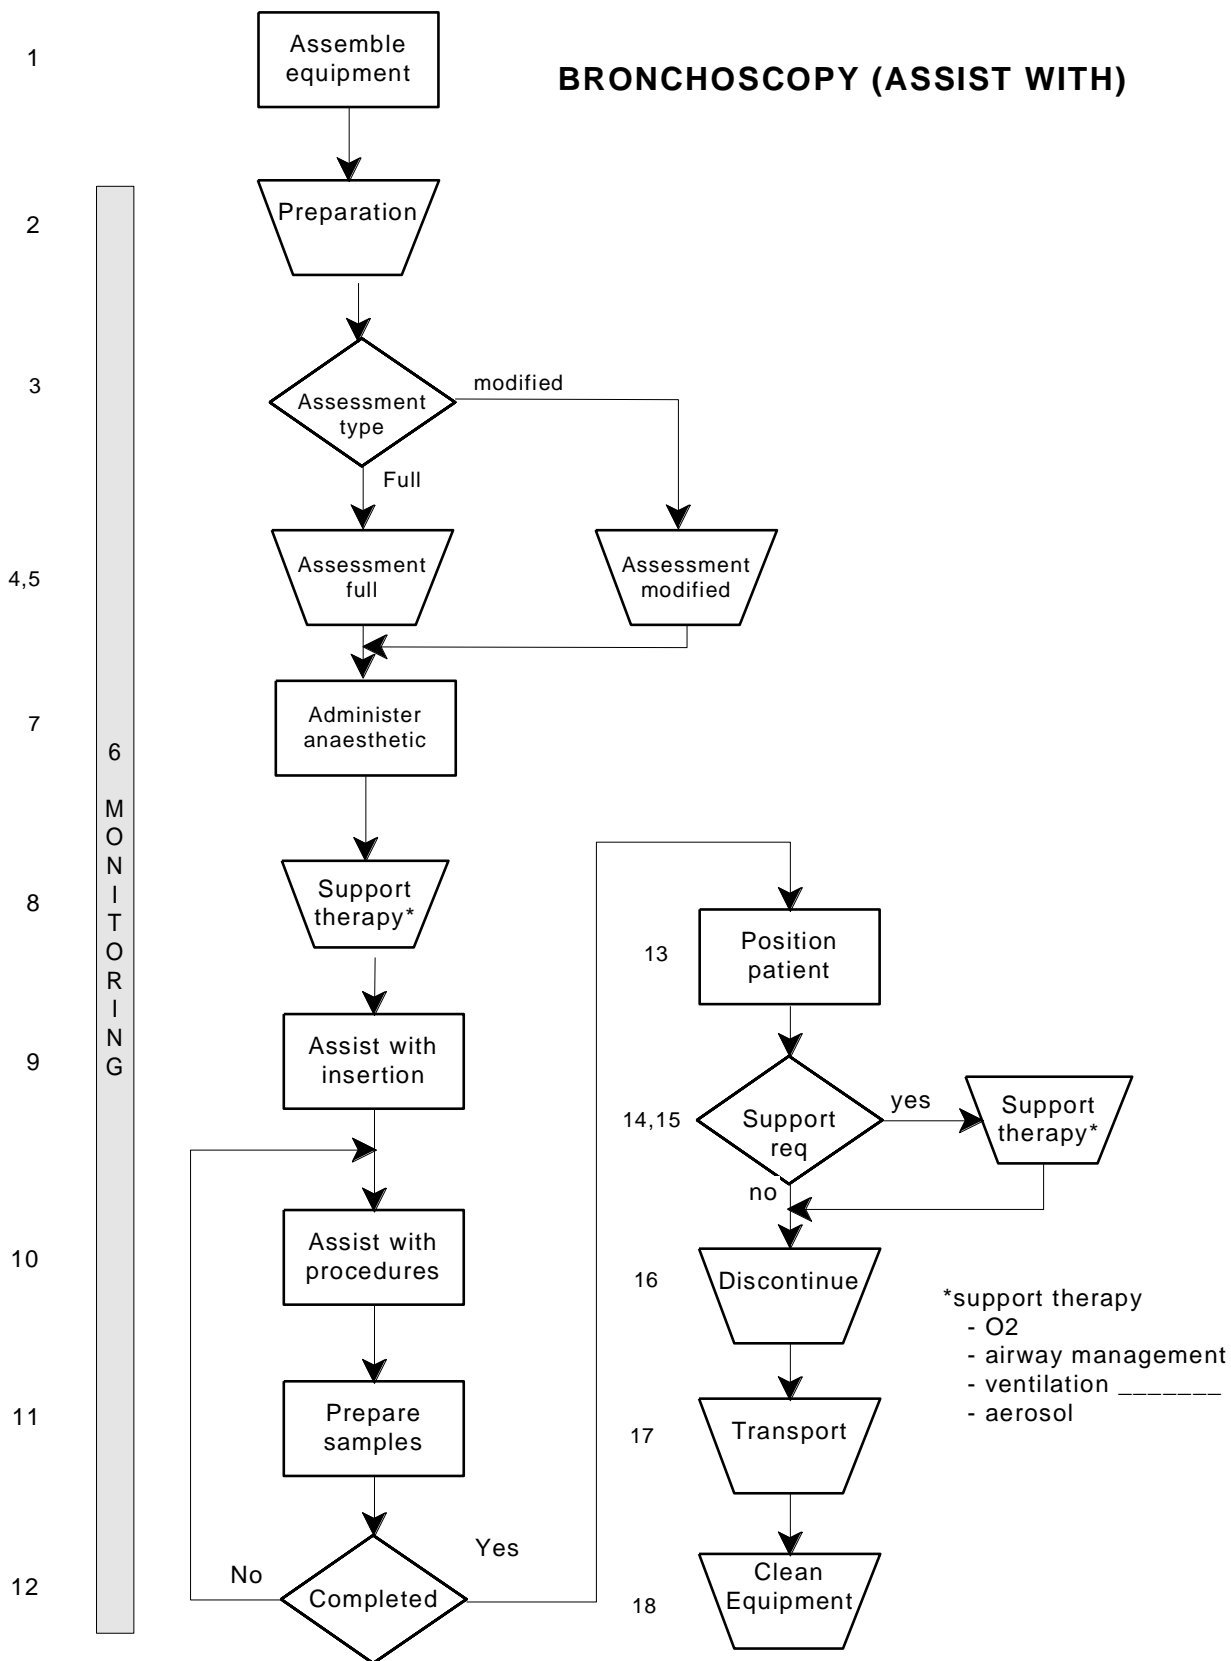 1
Assemble
equipment
BRONCHOSCOPY (ASSIST WITH)
2
Preparation
3
Assessment
type
modified
Full
4,5
Assessment
full
Assessment
modified
7
Administer
anaesthetic
6
MONITORING
8
Support
therapy*
9
Assist with
insertion
10
Assist with
procedures
11
Prepare
samples
12
No
Completed
Yes
13
Position
patient
14,15
Support
req
yes
Support
therapy*
no
16
Discontinue
*support therapy
- O2
- airway management
- ventilation _______
- aerosol
17
Transport
18
Clean
Equipment